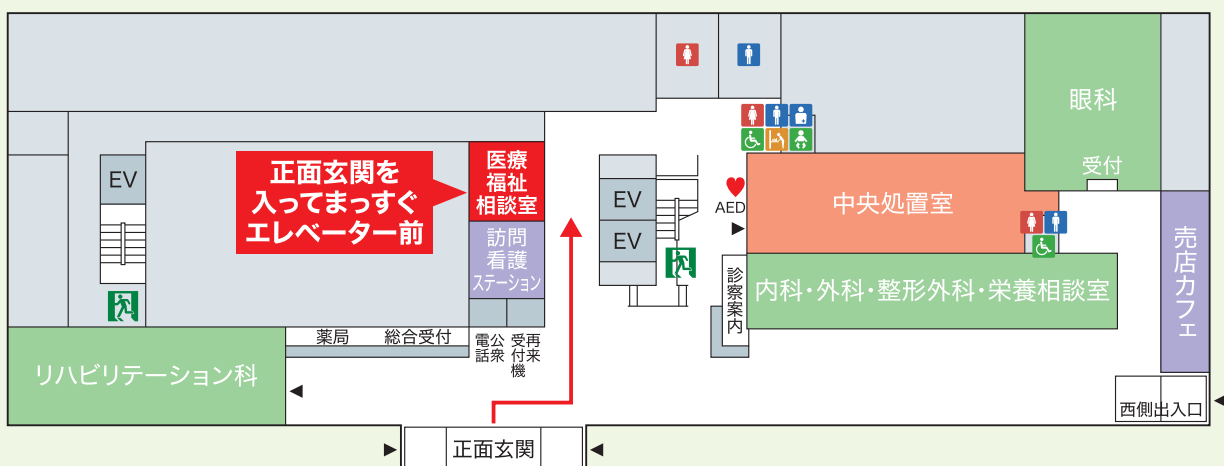 眼科
受付
EV
正面玄関を
入ってまっすぐ
エレベーター前
医療
福祉
相談室
訪問
看護
ステーション
EV
EV
AED
中央処置室
売店カフェ
診察案内
内科・外科・整形外科・栄養相談室
薬局
総合受付
公衆
電話
再来
受付機
リハビリテーション科
西側出入口
正面玄関